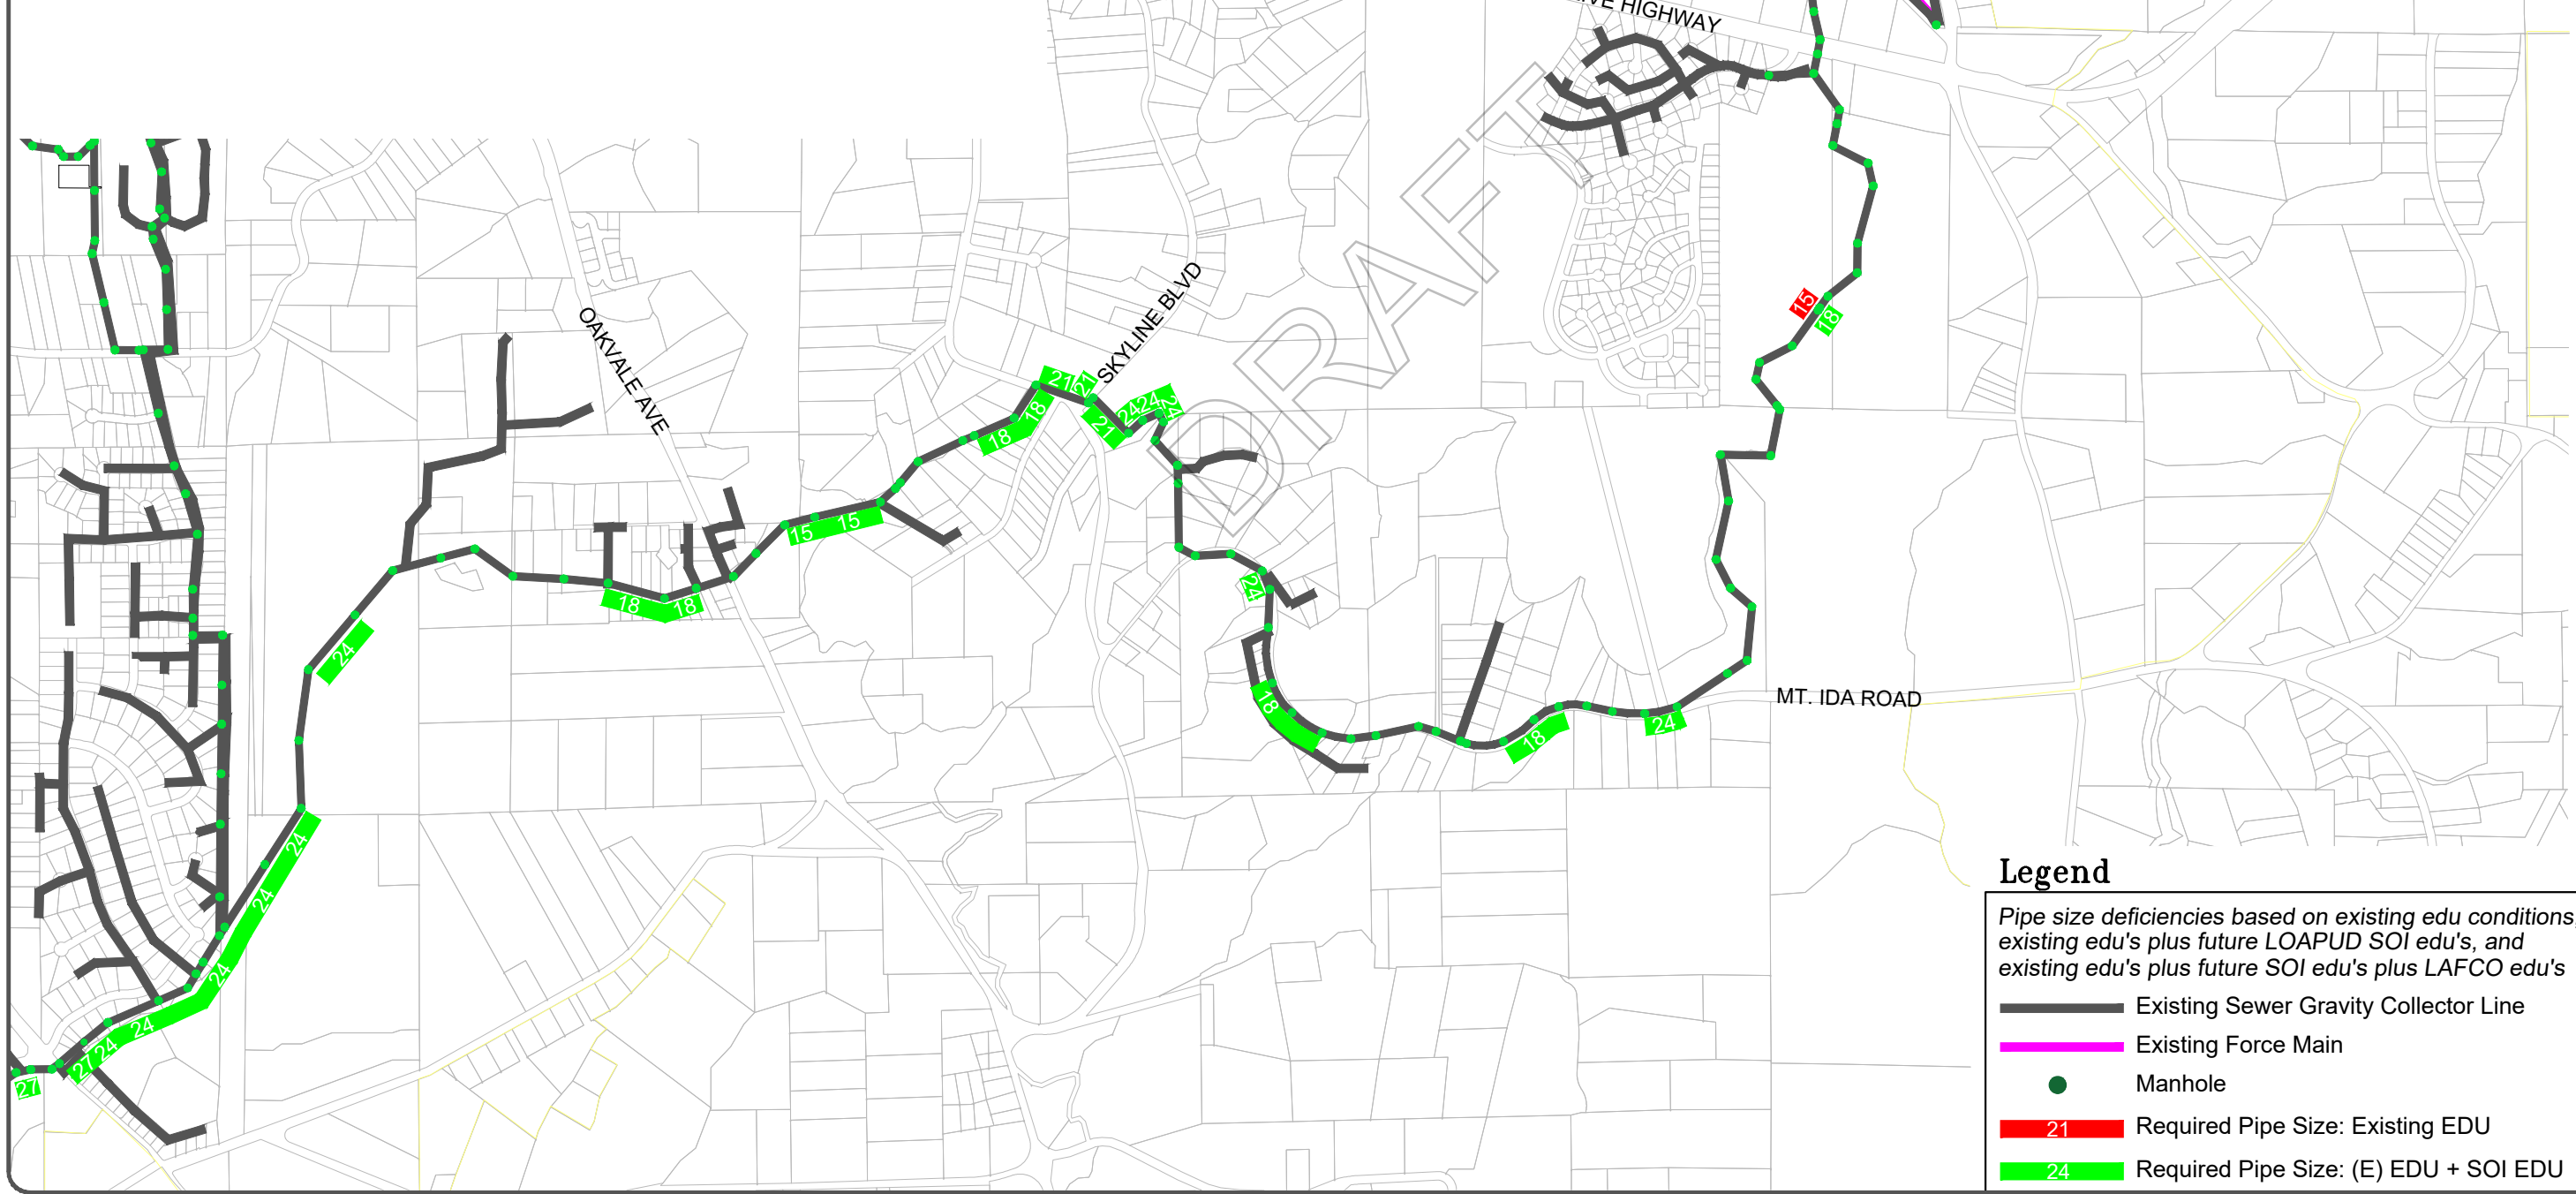 HIGHWAY
DRAFT
OAKVALE AVE
SKYLINE BLVD
15
18
21
21
21
24
24
24
18
18
15
15
18
18
24
24
18
18
24
MT. IDA ROAD
24
24
24
24
24
27
27
Legend
Pipe size deficiencies based on existing edu conditions,
existing edu's plus future LOAPUD SOI edu's, and
existing edu's plus future SOI edu's plus LAFCO edu's
Existing Sewer Gravity Collector Line
Existing Force Main
Manhole
21 Required Pipe Size: Existing EDU
24 Required Pipe Size: (E) EDU + SOI EDU